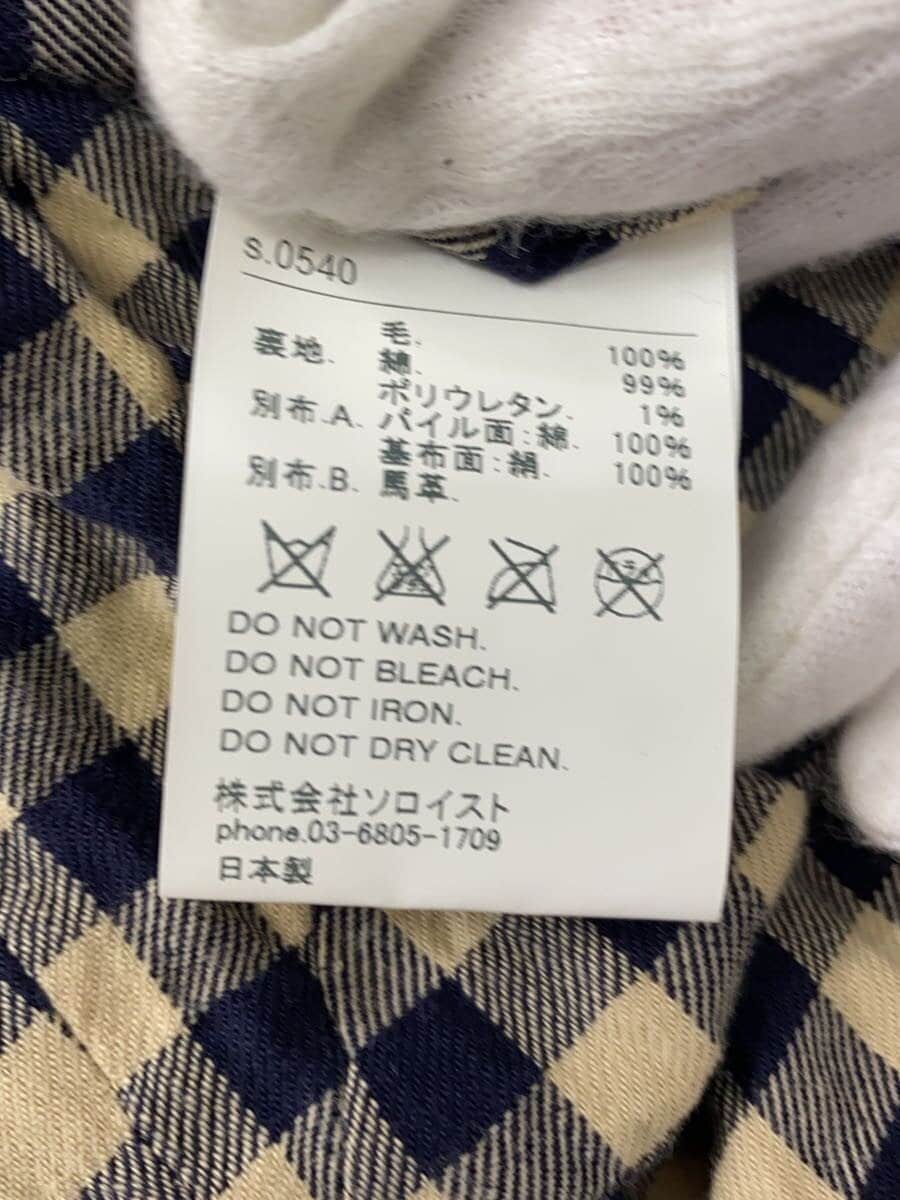 s.0540
毛. 100%
裏地. 綿. 99%
ポリウレタン. 1%
別布.A. パイル面:綿. 100%
基布面:絹. 100%
別布.B. 馬革.
DO NOT WASH.
DO NOT BLEACH.
DO NOT IRON.
DO NOT DRY CLEAN.
株式会社ソロイスト
phone.03-6805-1709
日本製